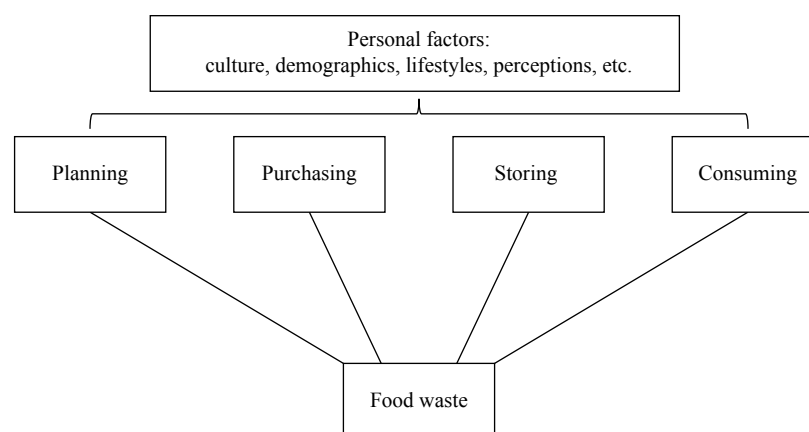 Personal factors:
culture, demographics, lifestyles, perceptions, etc.
Planning
Purchasing
Storing
Consuming
Food waste